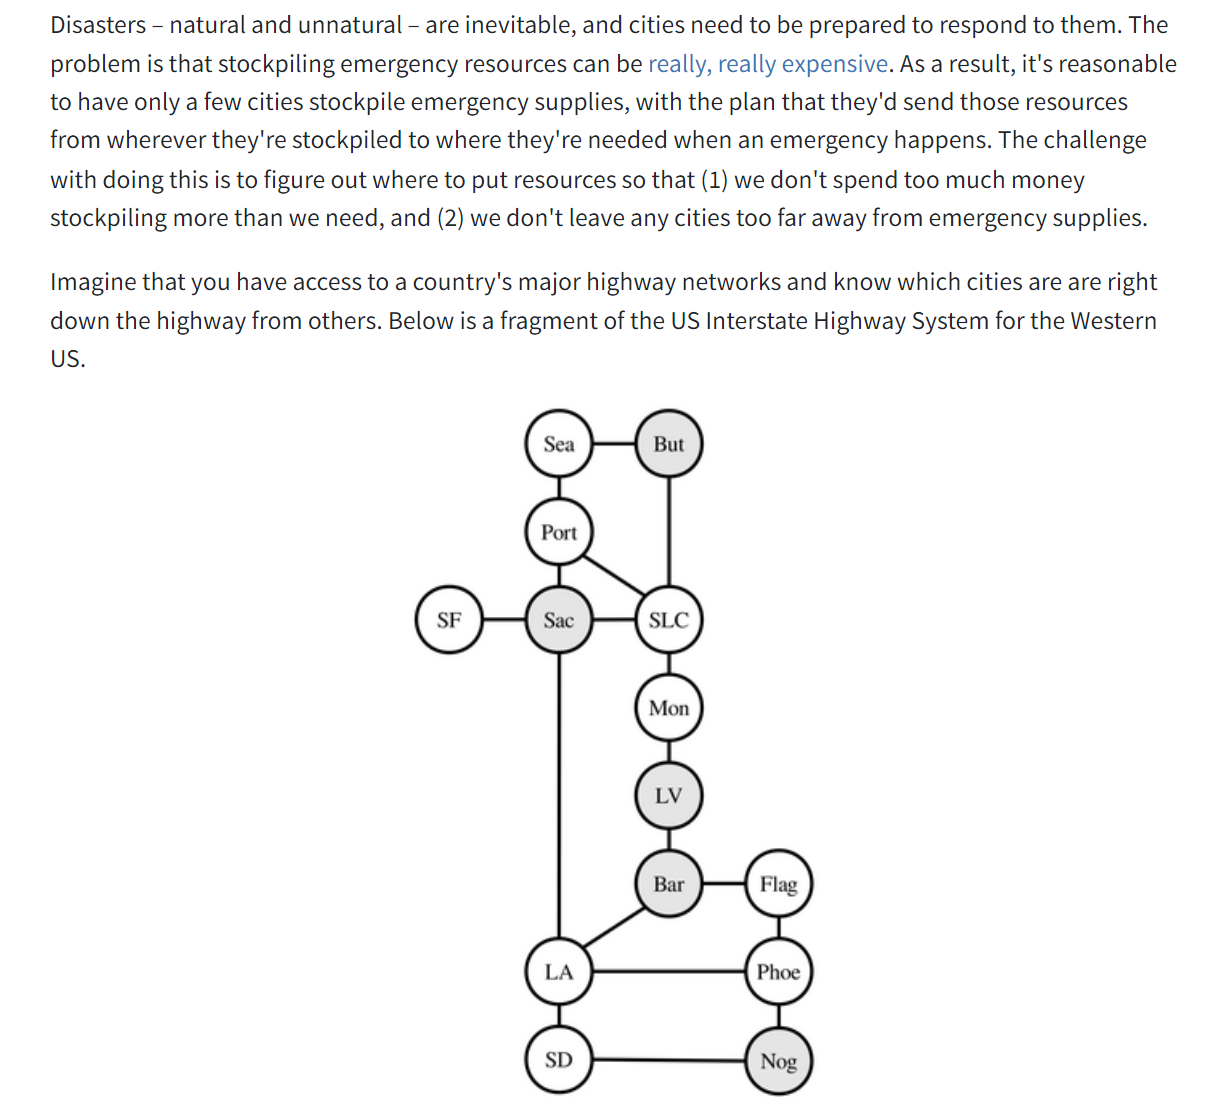 Disasters – natural and unnatural – are inevitable, and cities need to be prepared to respond to them. The
problem is that stockpiling emergency resources can be really, really expensive. As a result, it's reasonable
to have only a few cities stockpile emergency supplies, with the plan that they'd send those resources
from wherever they're stockpiled to where they're needed when an emergency happens. The challenge
with doing this is to figure out where to put resources so that (1) we don't spend too much money
stockpiling more than we need, and (2) we don't leave any cities too far away from emergency supplies.
Imagine that you have access to a country's major highway networks and know which cities are are right
down the highway from others. Below is a fragment of the US Interstate Highway System for the Western
US.
Sea But
Port
SF Sac SLC
Mon
LV
Bar Flag
LA Phoe
SD Nog